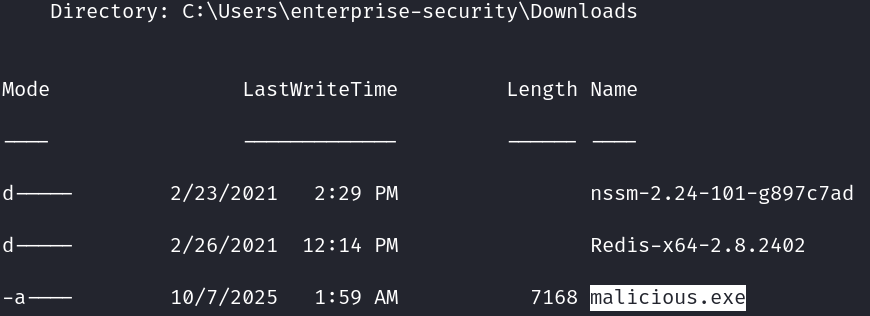 Directory: C:\Users\enterprise-security\Downloads
Mode LastWriteTime Length Name
---- ------------- ------ ----
d----- 2/23/2021 2:29 PM nssm-2.24-101-g897c7ad
d----- 2/26/2021 12:14 PM Redis-x64-2.8.2402
-a---- 10/7/2025 1:59 AM 7168 malicious.exe